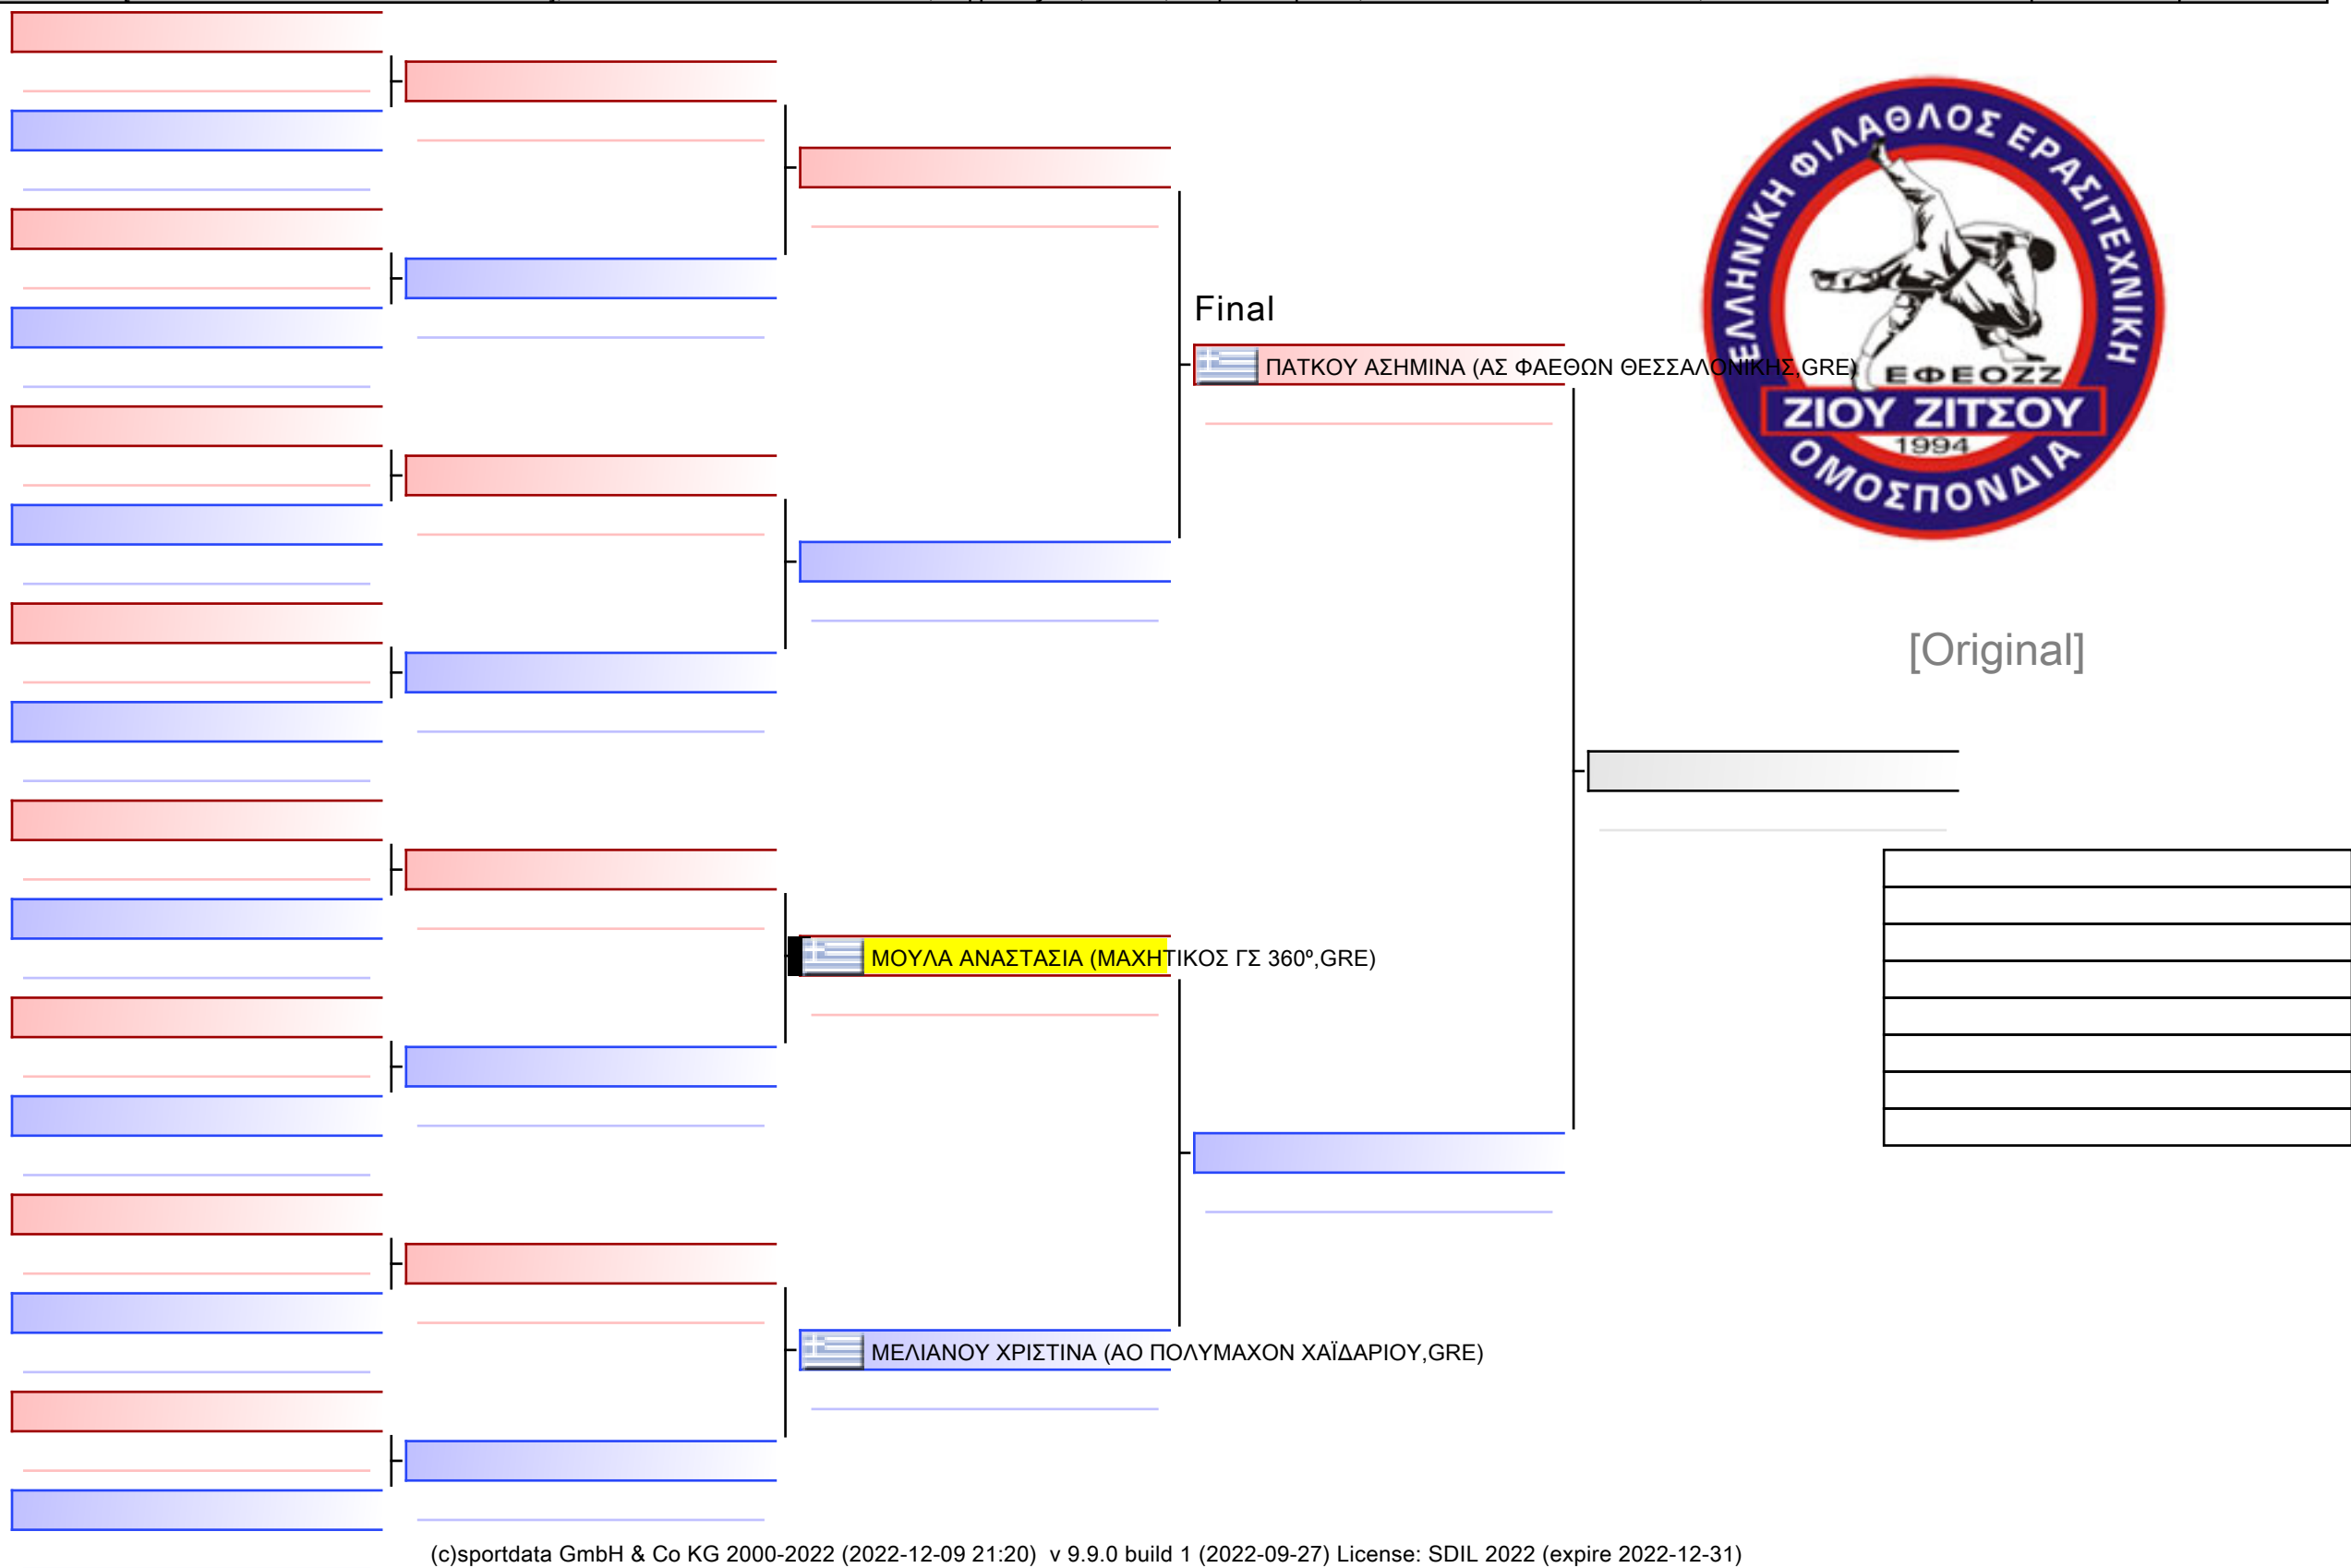 ΕΛΛΗΝΙΚΗ ΦΙΛΑΘΛΟΣ ΕΡΑΣΙΤΕΧΝΙΚΗ
Final
ΠΑΤΚΟΥ ΑΣΗΜΙΝΑ (ΑΣ ΦΑΕΘΩΝ ΘΕΣΣΑΛΟΝΙΚΗΣ,GRE)
ΕΦΕΟΖΖ
ΖΙΟΥ ΖΙΤΣΟΥ
1994
ΟΜΟΣΠΟΝΔΙΑ
[Original]
ΜΟΥΛΑ ΑΝΑΣΤΑΣΙΑ (ΜΑΧΗΤΙΚΟΣ ΓΣ 360º,GRE)
ΜΕΛΙΑΝΟΥ ΧΡΙΣΤΙΝΑ (ΑΟ ΠΟΛΥΜΑΧΟΝ ΧΑΪΔΑΡΙΟΥ,GRE)
(c)sportdata GmbH & Co KG 2000-2022 (2022-12-09 21:20) v 9.9.0 build 1 (2022-09-27) License: SDIL 2022 (expire 2022-12-31)